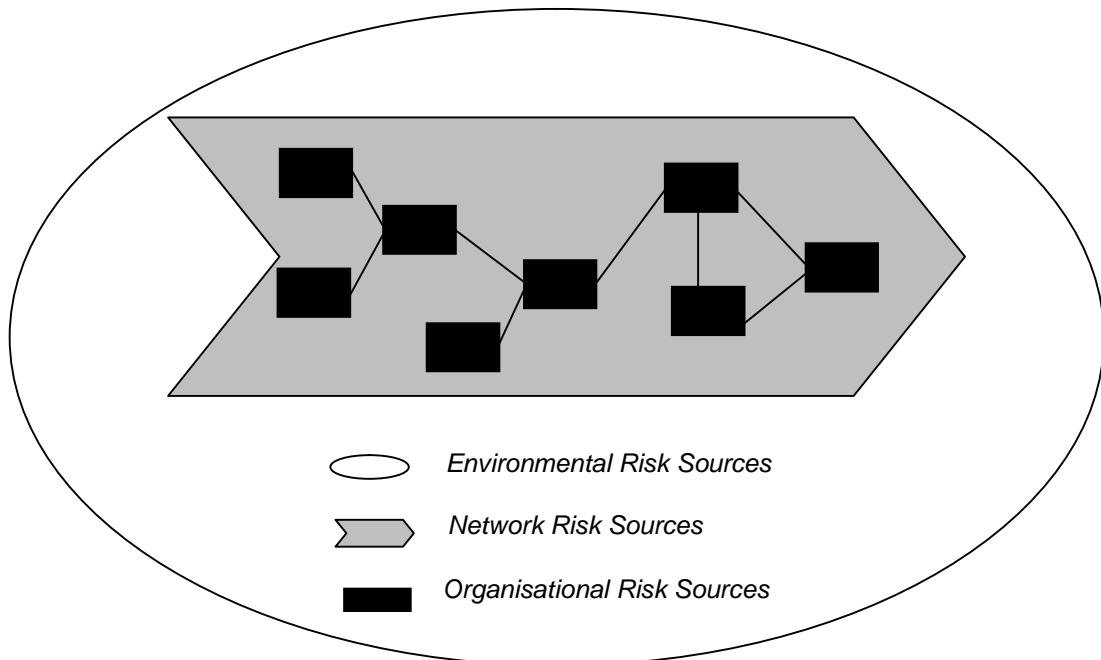 Environmental Risk Sources
Network Risk Sources
Organisational Risk Sources